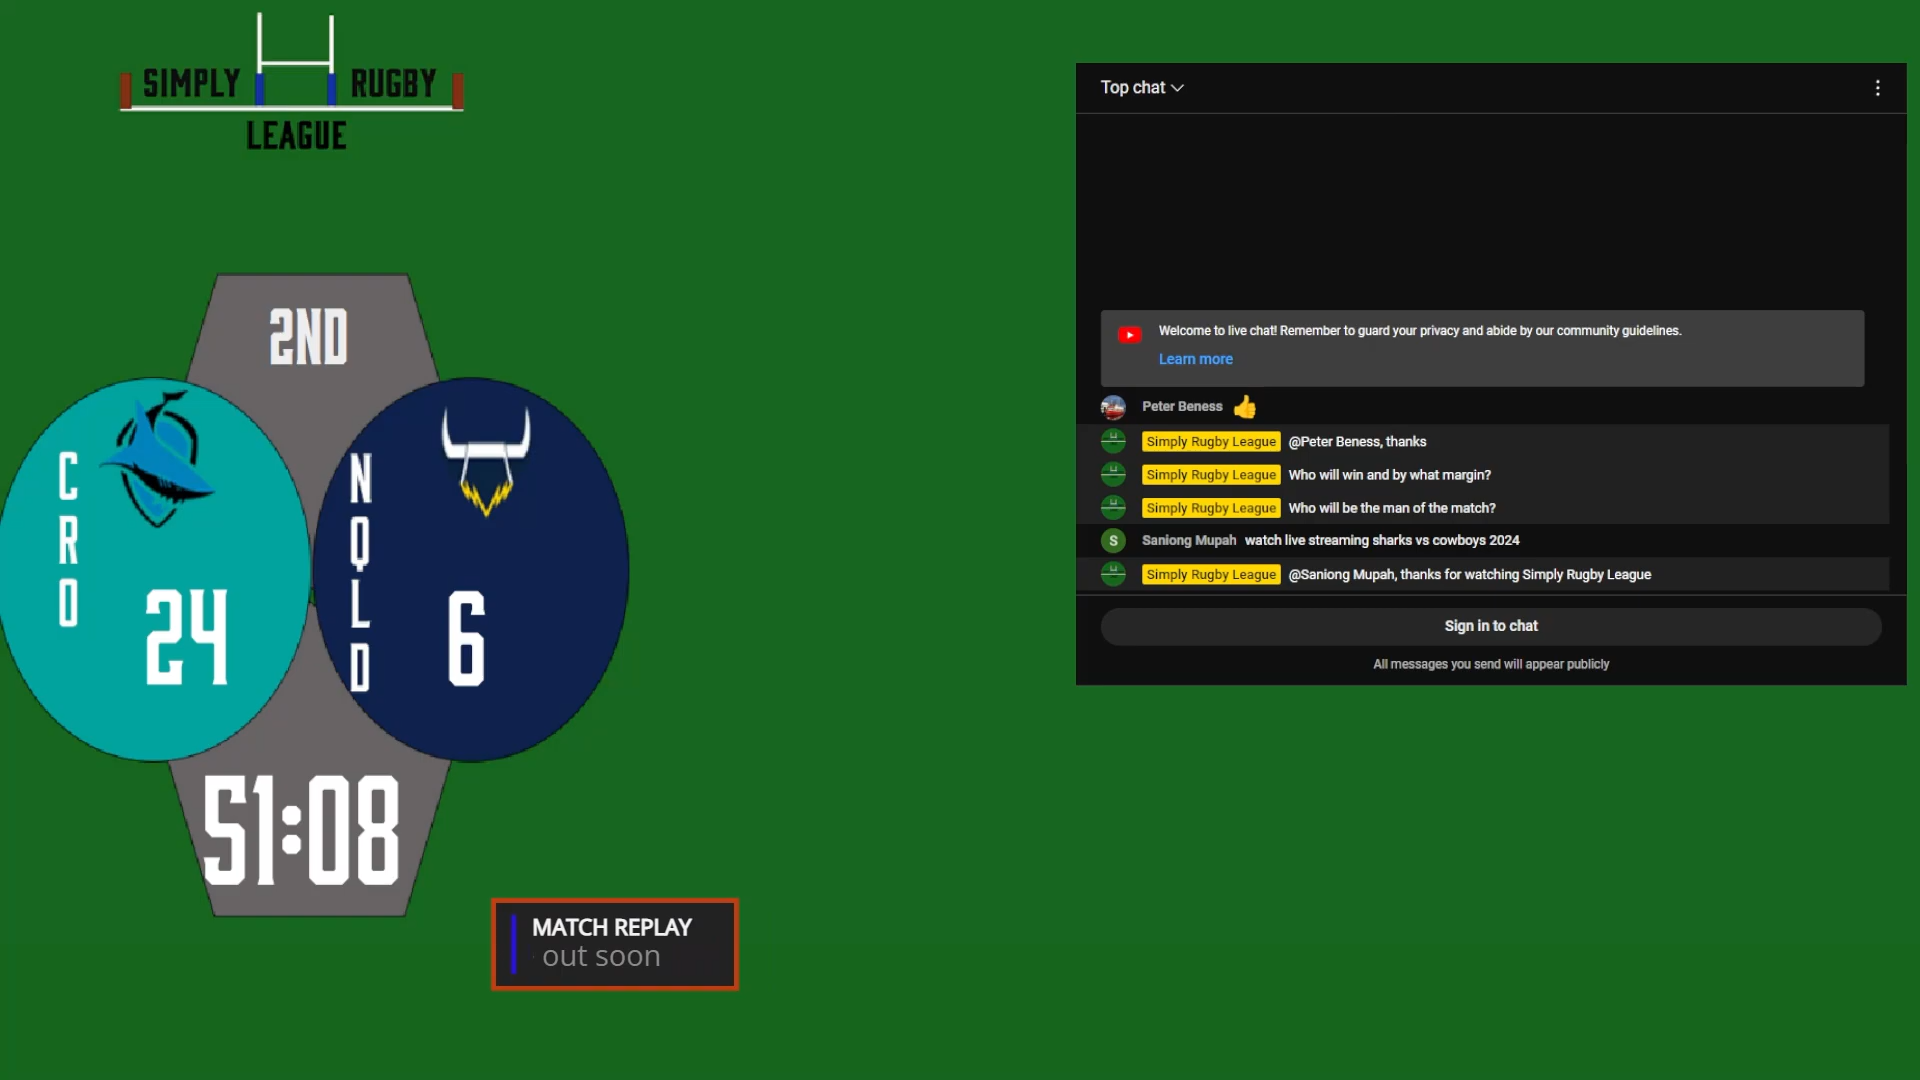 SIMPLY RUGBY
LEAGUE
2ND
CRO
24
NQLD
6
51:08
MATCH REPLAY
out soon
Top chat
Welcome to live chat! Remember to guard your privacy and abide by our community guidelines.
Learn more
Peter Beness 👍
Simply Rugby League @Peter Beness, thanks
Simply Rugby League Who will win and by what margin?
Simply Rugby League Who will be the man of the match?
S Saniong Mupah watch live streaming sharks vs cowboys 2024
Simply Rugby League @Saniong Mupah, thanks for watching Simply Rugby League
Sign in to chat
All messages you send will appear publicly